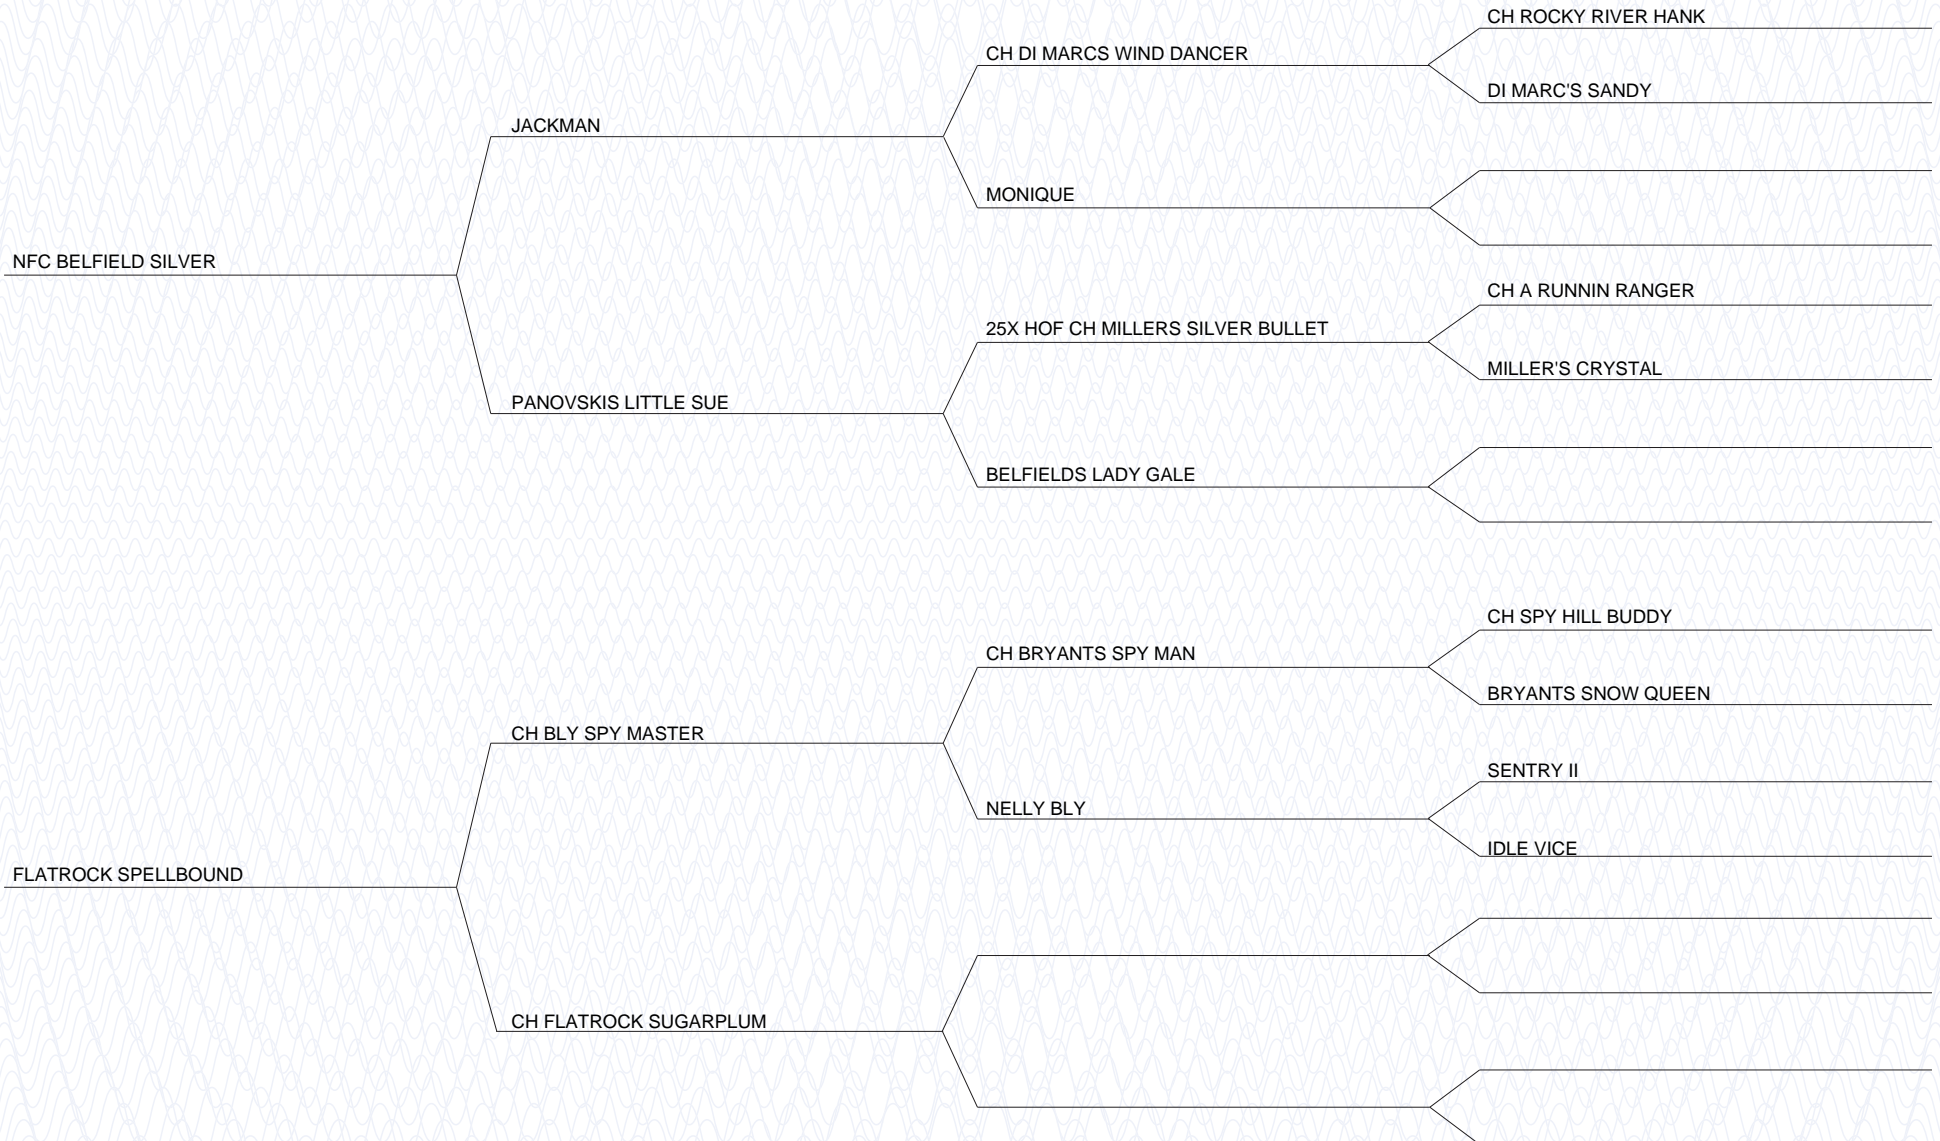 CH ROCKY RIVER HANK
CH DI MARCS WIND DANCER
DI MARC'S SANDY
JACKMAN
MONIQUE
NFC BELFIELD SILVER
CH A RUNNIN RANGER
25X HOF CH MILLERS SILVER BULLET
MILLER'S CRYSTAL
PANOVSKIS LITTLE SUE
BELFIELDS LADY GALE
CH SPY HILL BUDDY
CH BRYANTS SPY MAN
BRYANTS SNOW QUEEN
CH BLY SPY MASTER
SENTRY II
NELLY BLY
IDLE VICE
FLATROCK SPELLBOUND
CH FLATROCK SUGARPLUM